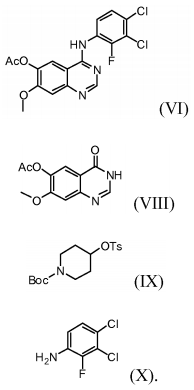 Cl
HN Cl
F
AcO N
O N (VI)
O
AcO NH
O N (VIII)
OTs
N
Boc (IX)
Cl
H₂N Cl
F (X).